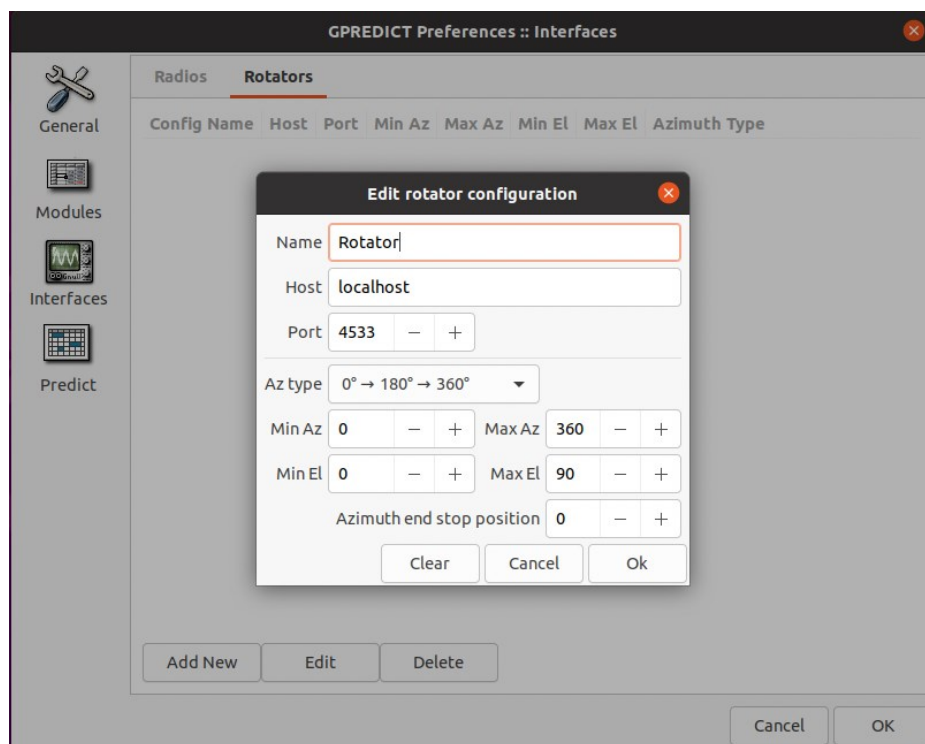 GPREDICT Preferences :: Interfaces
General
Modules
Interfaces
Predict
Radios Rotators
Config Name Host Port Min Az Max Az Min El Max El Azimuth Type
Edit rotator configuration
Name Rotator
Host localhost
Port 4533 − +
Az type 0° → 180° → 360°
Min Az 0 − + Max Az 360 − +
Min El 0 − + Max El 90 − +
Azimuth end stop position 0 − +
Clear Cancel Ok
Add New Edit Delete
Cancel OK